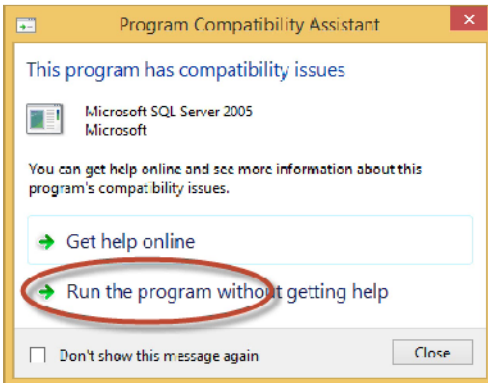 Program Compatibility Assistant
This program has compatibility issues
Microsoft SQL Server 2005
Microsoft
You can get help online and see more information about this
program's compatibility issues.
Get help online
Run the program without getting help
Don't show this message again
Close